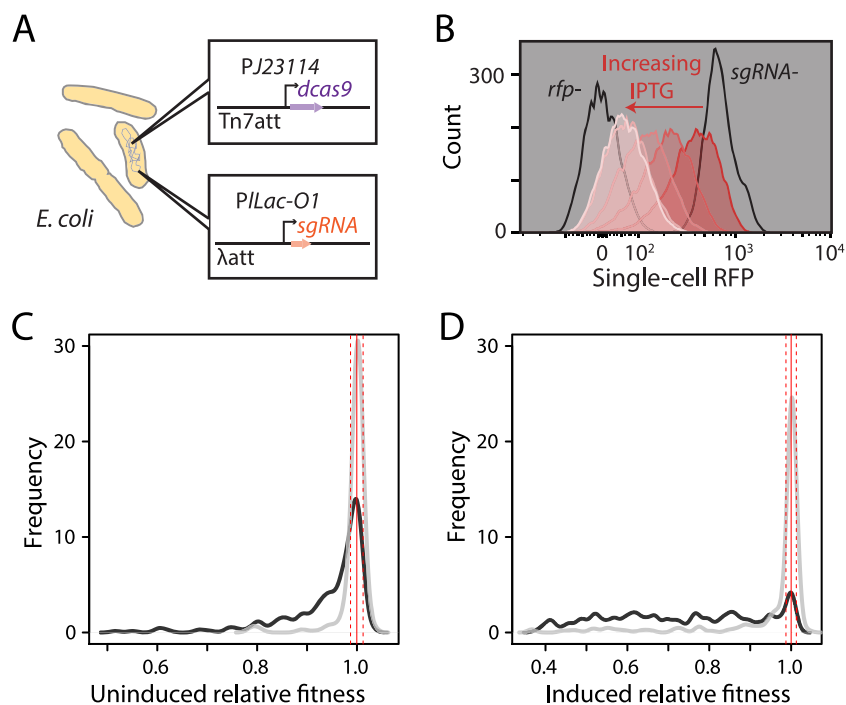 A
PJ23114
dcas9
Tn7att
E. coli
PlLac-O1
sgRNA
λatt
B
Increasing
IPTG
rfp-
sgRNA-
300
0
Count
0
10²
10³
10⁴
Single-cell RFP
C
30
20
10
0
Frequency
0.6
0.8
1.0
Uninduced relative fitness
D
30
20
10
0
Frequency
0.4
0.6
0.8
1.0
Induced relative fitness